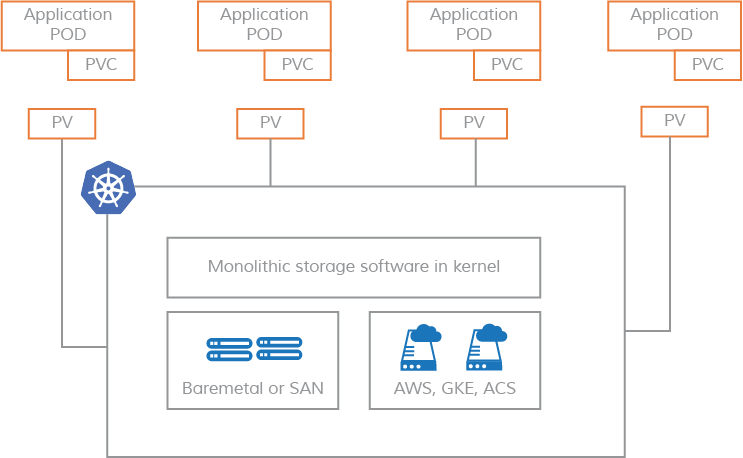 Application
POD
PVC
Application
POD
PVC
Application
POD
PVC
Application
POD
PVC
PV
PV
PV
PV
Monolithic storage software in kernel
Baremetal or SAN
AWS, GKE, ACS